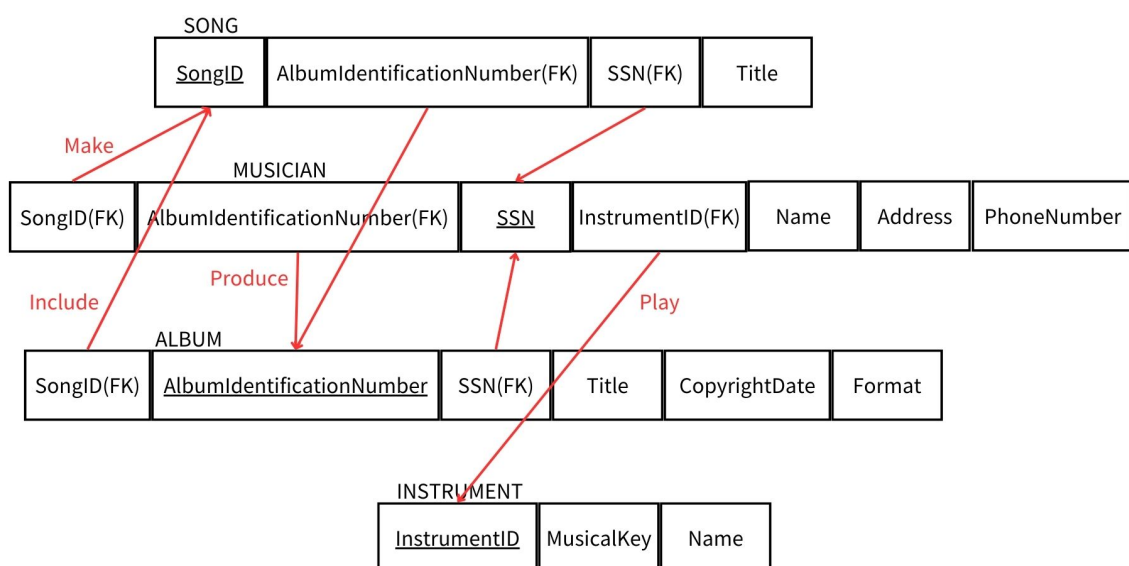 SONG
SongID AlbumIdentificationNumber(FK) SSN(FK) Title
Make
MUSICIAN
SongID(FK) AlbumIdentificationNumber(FK) SSN InstrumentID(FK) Name Address PhoneNumber
Produce
Include Play
ALBUM
SongID(FK) AlbumIdentificationNumber SSN(FK) Title CopyrightDate Format
INSTRUMENT
InstrumentID MusicalKey Name